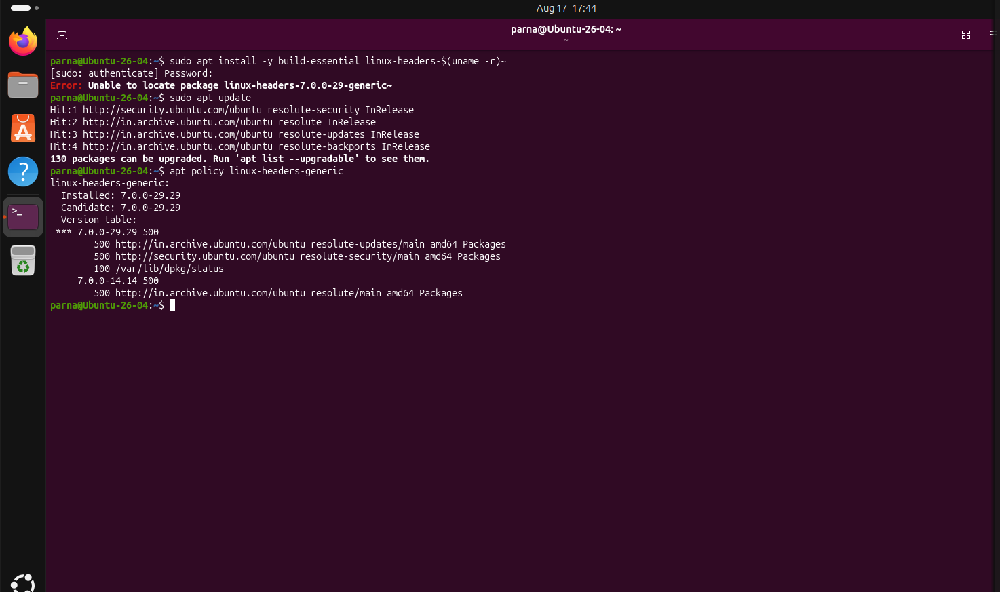 Aug 17 17:44
parna@Ubuntu-26-04: ~
~
parna@Ubuntu-26-04:~$ sudo apt install -y build-essential linux-headers-$(uname -r)~
[sudo: authenticate] Password:
Error: Unable to locate package linux-headers-7.0.0-29-generic~
parna@Ubuntu-26-04:~$ sudo apt update
Hit:1 http://security.ubuntu.com/ubuntu resolute-security InRelease
Hit:2 http://in.archive.ubuntu.com/ubuntu resolute InRelease
Hit:3 http://in.archive.ubuntu.com/ubuntu resolute-updates InRelease
Hit:4 http://in.archive.ubuntu.com/ubuntu resolute-backports InRelease
130 packages can be upgraded. Run 'apt list --upgradable' to see them.
parna@Ubuntu-26-04:~$ apt policy linux-headers-generic
linux-headers-generic:
  Installed: 7.0.0-29.29
  Candidate: 7.0.0-29.29
  Version table:
 *** 7.0.0-29.29 500
        500 http://in.archive.ubuntu.com/ubuntu resolute-updates/main amd64 Packages
        500 http://security.ubuntu.com/ubuntu resolute-security/main amd64 Packages
        100 /var/lib/dpkg/status
     7.0.0-14.14 500
        500 http://in.archive.ubuntu.com/ubuntu resolute/main amd64 Packages
parna@Ubuntu-26-04:~$